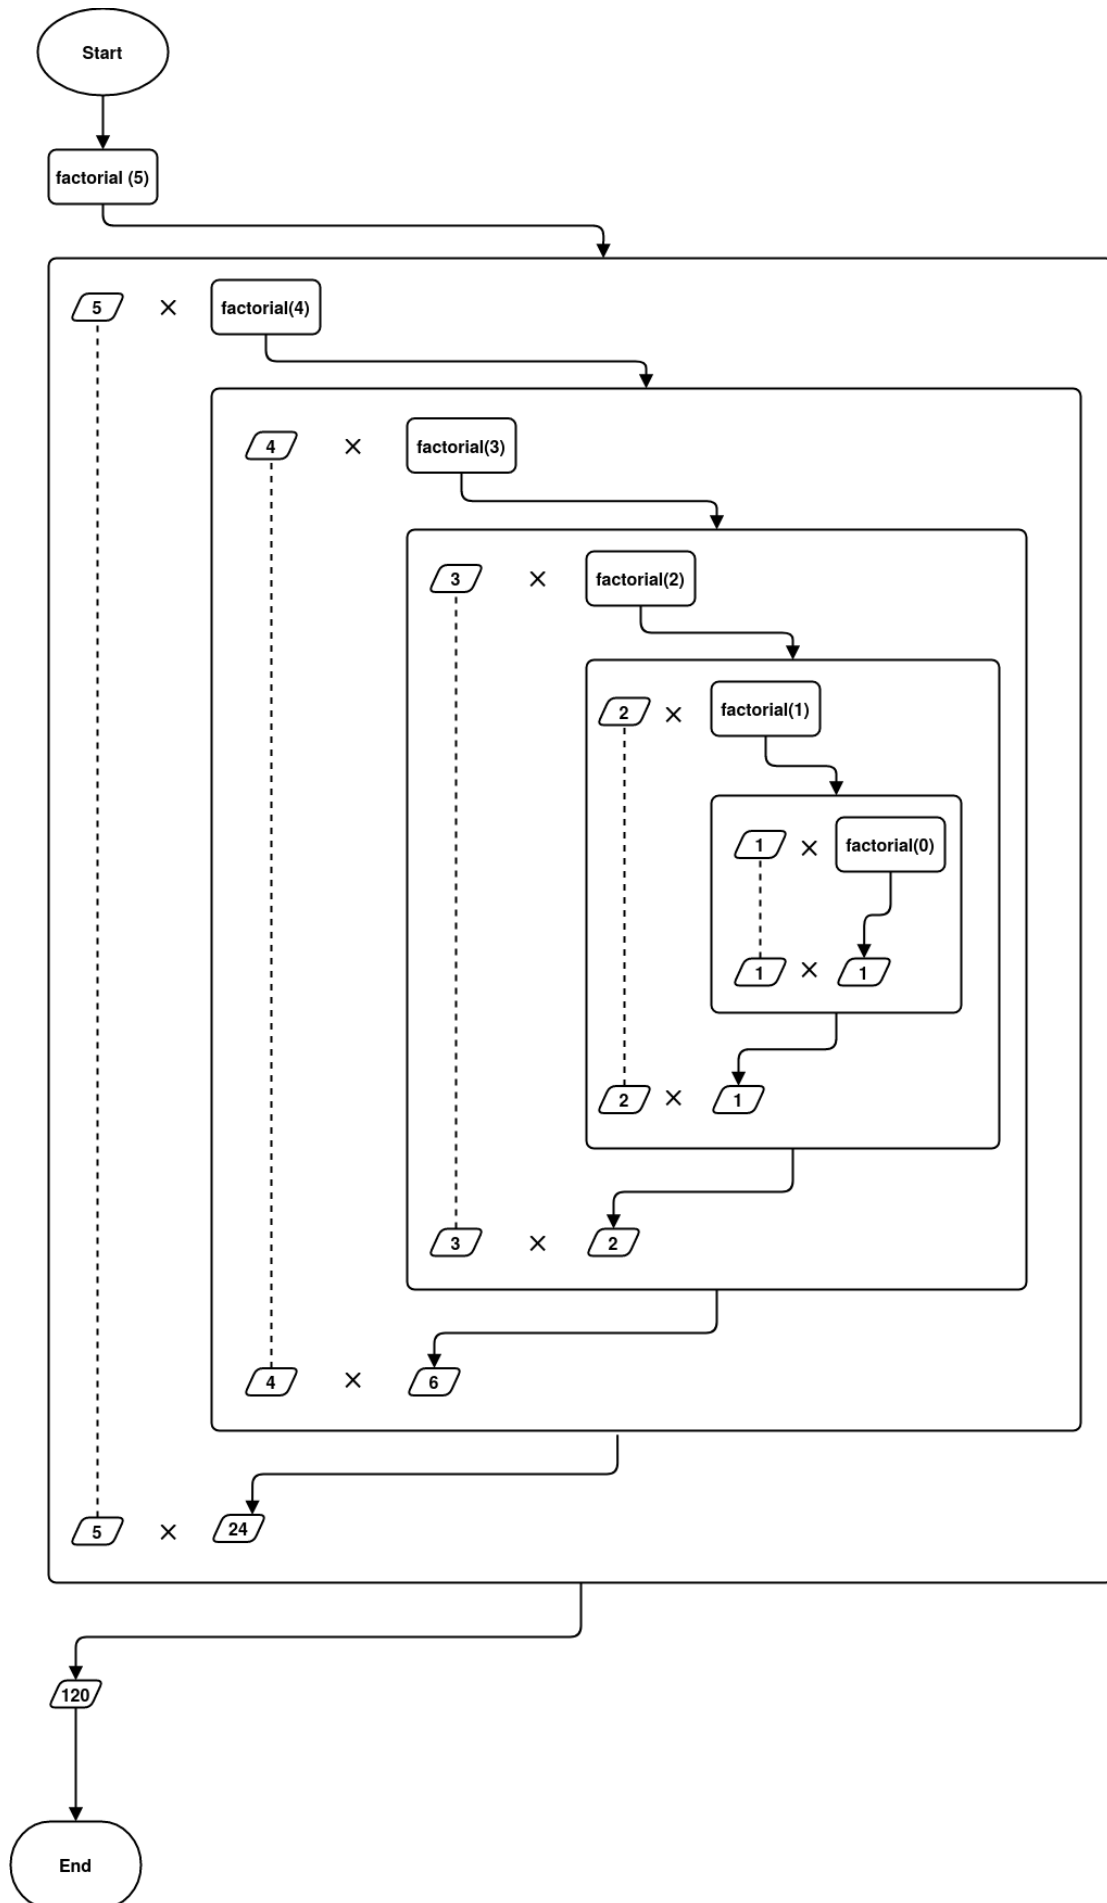 Start
factorial (5)
5 × factorial(4)
4 × factorial(3)
3 × factorial(2)
2 × factorial(1)
1 × factorial(0)
1 × 1
2 × 1
3 × 2
4 × 6
5 × 24
120
End